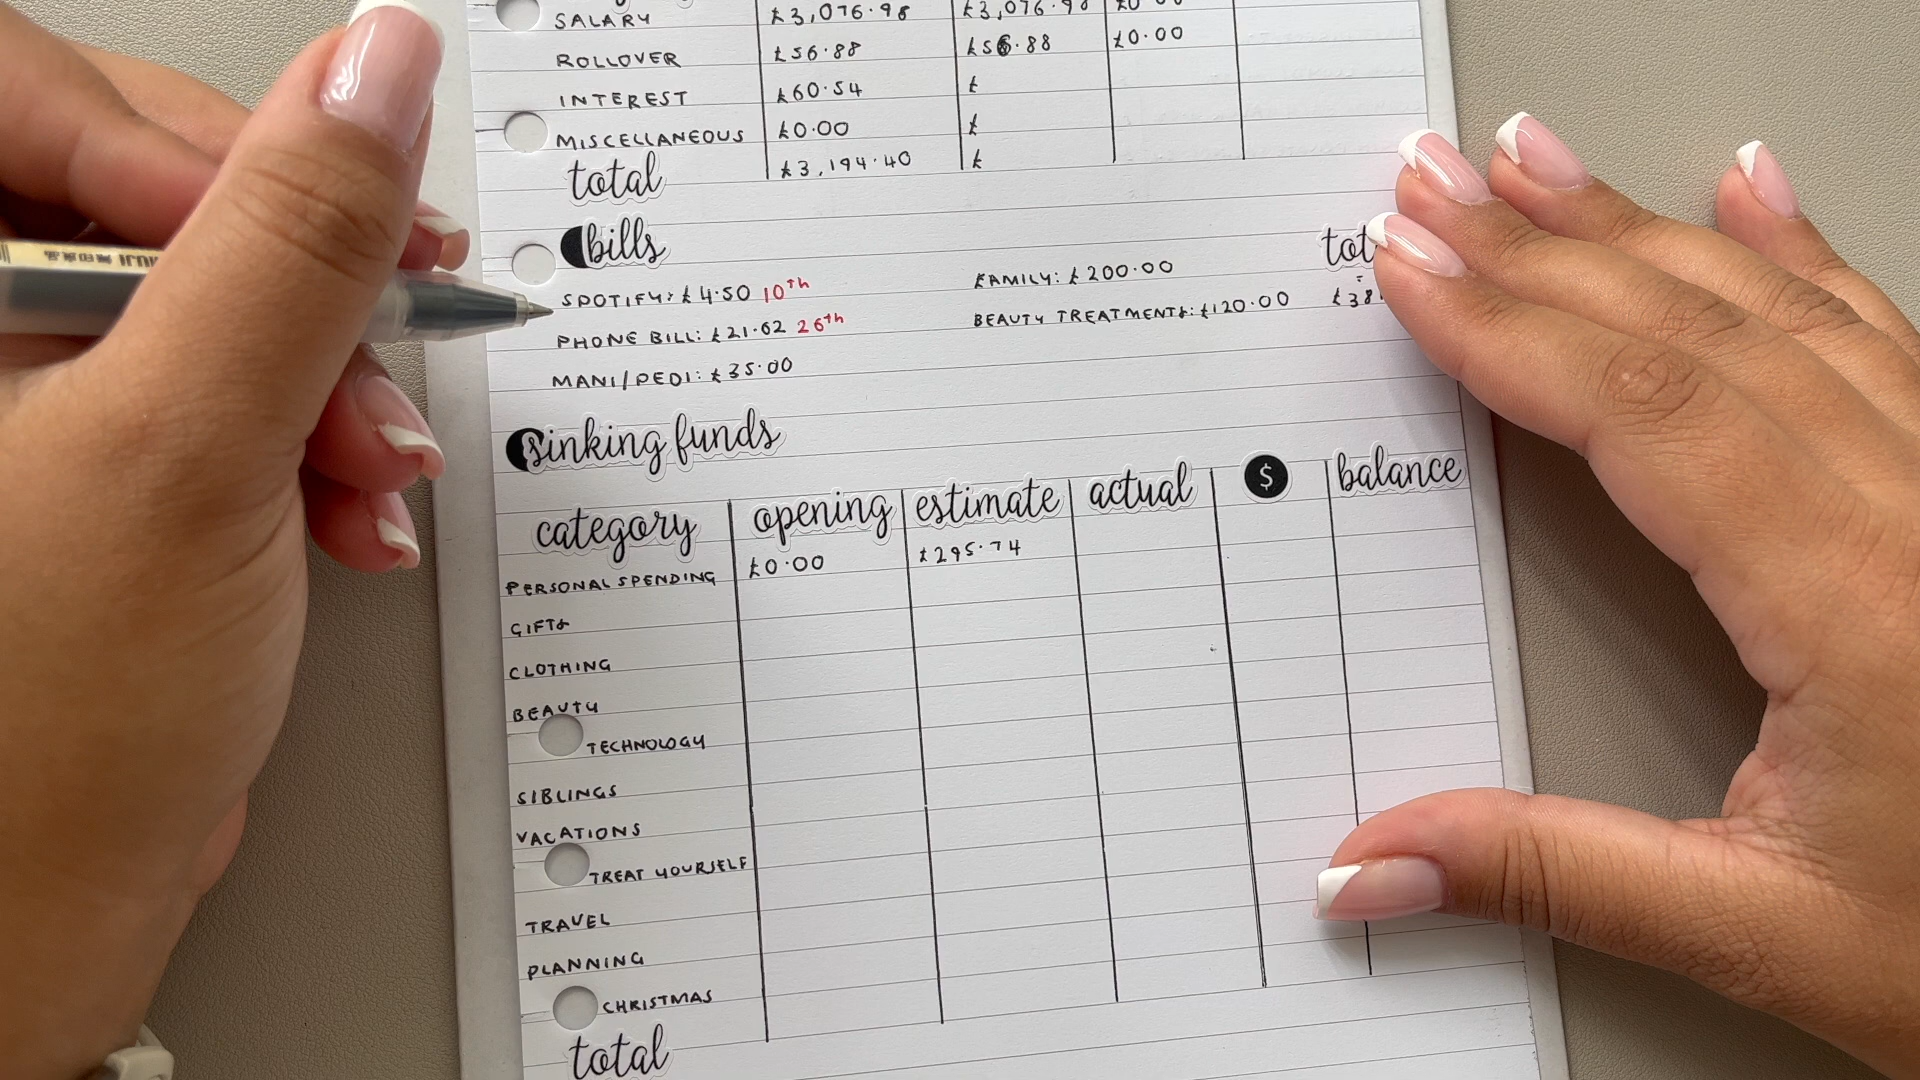 SALARY £3,076.98 £3,076.98 £0.00
ROLLOVER £56.88 £56.88 £0.00
INTEREST £60.54 £
MISCELLANEOUS £0.00 £
total £3,194.40 £
bills
SPOTIFY: £4.50 10th FAMILY: £200.00
PHONE BILL: £21.62 26th BEAUTY TREATMENTS: £120.00
MANI/PEDI: £35.00
sinking funds
category opening estimate actual $ balance
PERSONAL SPENDING £0.00 £295.74
GIFTS
CLOTHING
BEAUTY
TECHNOLOGY
SIBLINGS
VACATIONS
TREAT YOURSELF
TRAVEL
PLANNING
CHRISTMAS
total